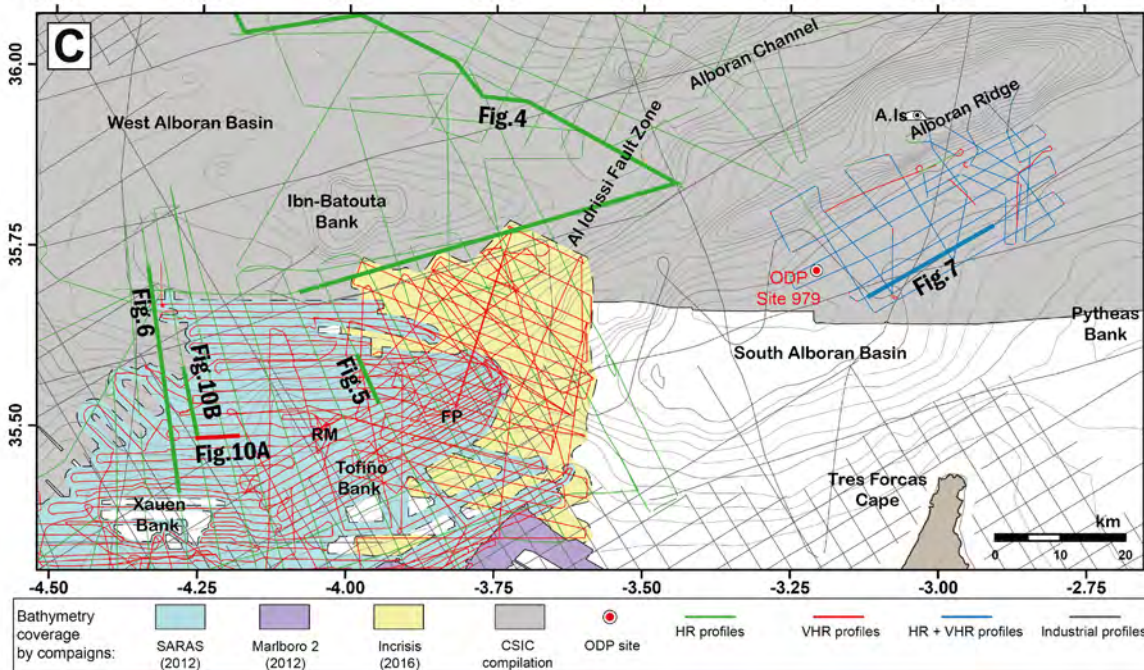 C
36.00
35.75
35.50
Alboran Channel
West Alboran Basin
Fig.4
A.Is
Alboran Ridge
Al Idrissi Fault Zone
Ibn-Batouta
Bank
Fig.6
ODP
Site 979
Fig.7
Pytheas
Bank
South Alboran Basin
Fig.10B
Fig.5
FP
RM
Fig.10A
Tofiño
Bank
Xauen
Bank
Tres Forcas
Cape
km
0 10 20
-4.50 -4.25 -4.00 -3.75 -3.50 -3.25 -3.00 -2.75
Bathymetry
coverage
by compaigns:
SARAS
(2012)
Marlboro 2
(2012)
Incrisis
(2016)
CSIC
compilation
ODP site
HR profiles
VHR profiles
HR + VHR profiles
Industrial profiles